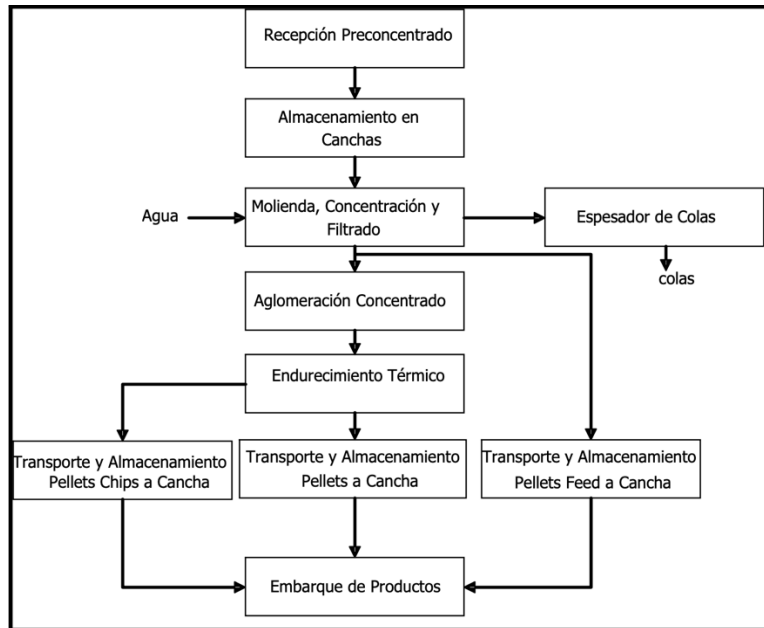 Recepción Preconcentrado
Almacenamiento en
Canchas
Agua
Molienda, Concentración y
Filtrado
Espesador de Colas
colas
Aglomeración Concentrado
Endurecimiento Térmico
Transporte y Almacenamiento
Pellets Chips a Cancha
Transporte y Almacenamiento
Pellets a Cancha
Transporte y Almacenamiento
Pellets Feed a Cancha
Embarque de Productos